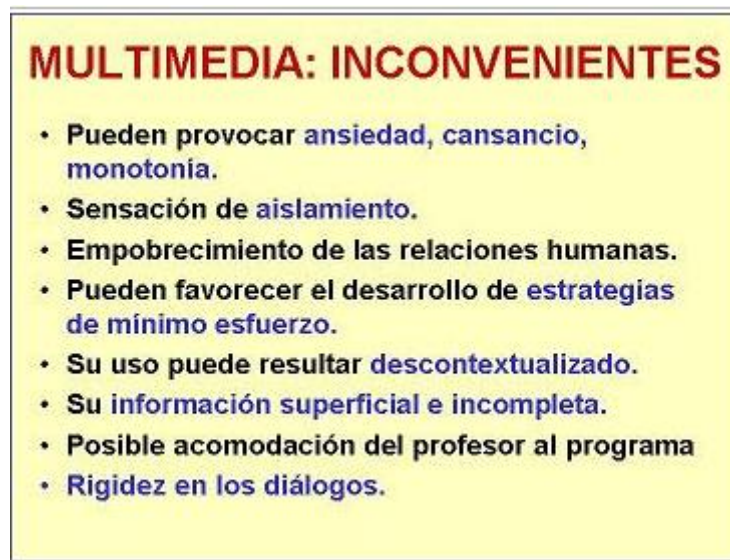 MULTIMEDIA: INCONVENIENTES
• Pueden provocar ansiedad, cansancio,
monotonía.
• Sensación de aislamiento.
• Empobrecimiento de las relaciones humanas.
• Pueden favorecer el desarrollo de estrategias
de mínimo esfuerzo.
• Su uso puede resultar descontextualizado.
• Su información superficial e incompleta.
• Posible acomodación del profesor al programa
• Rigidez en los diálogos.